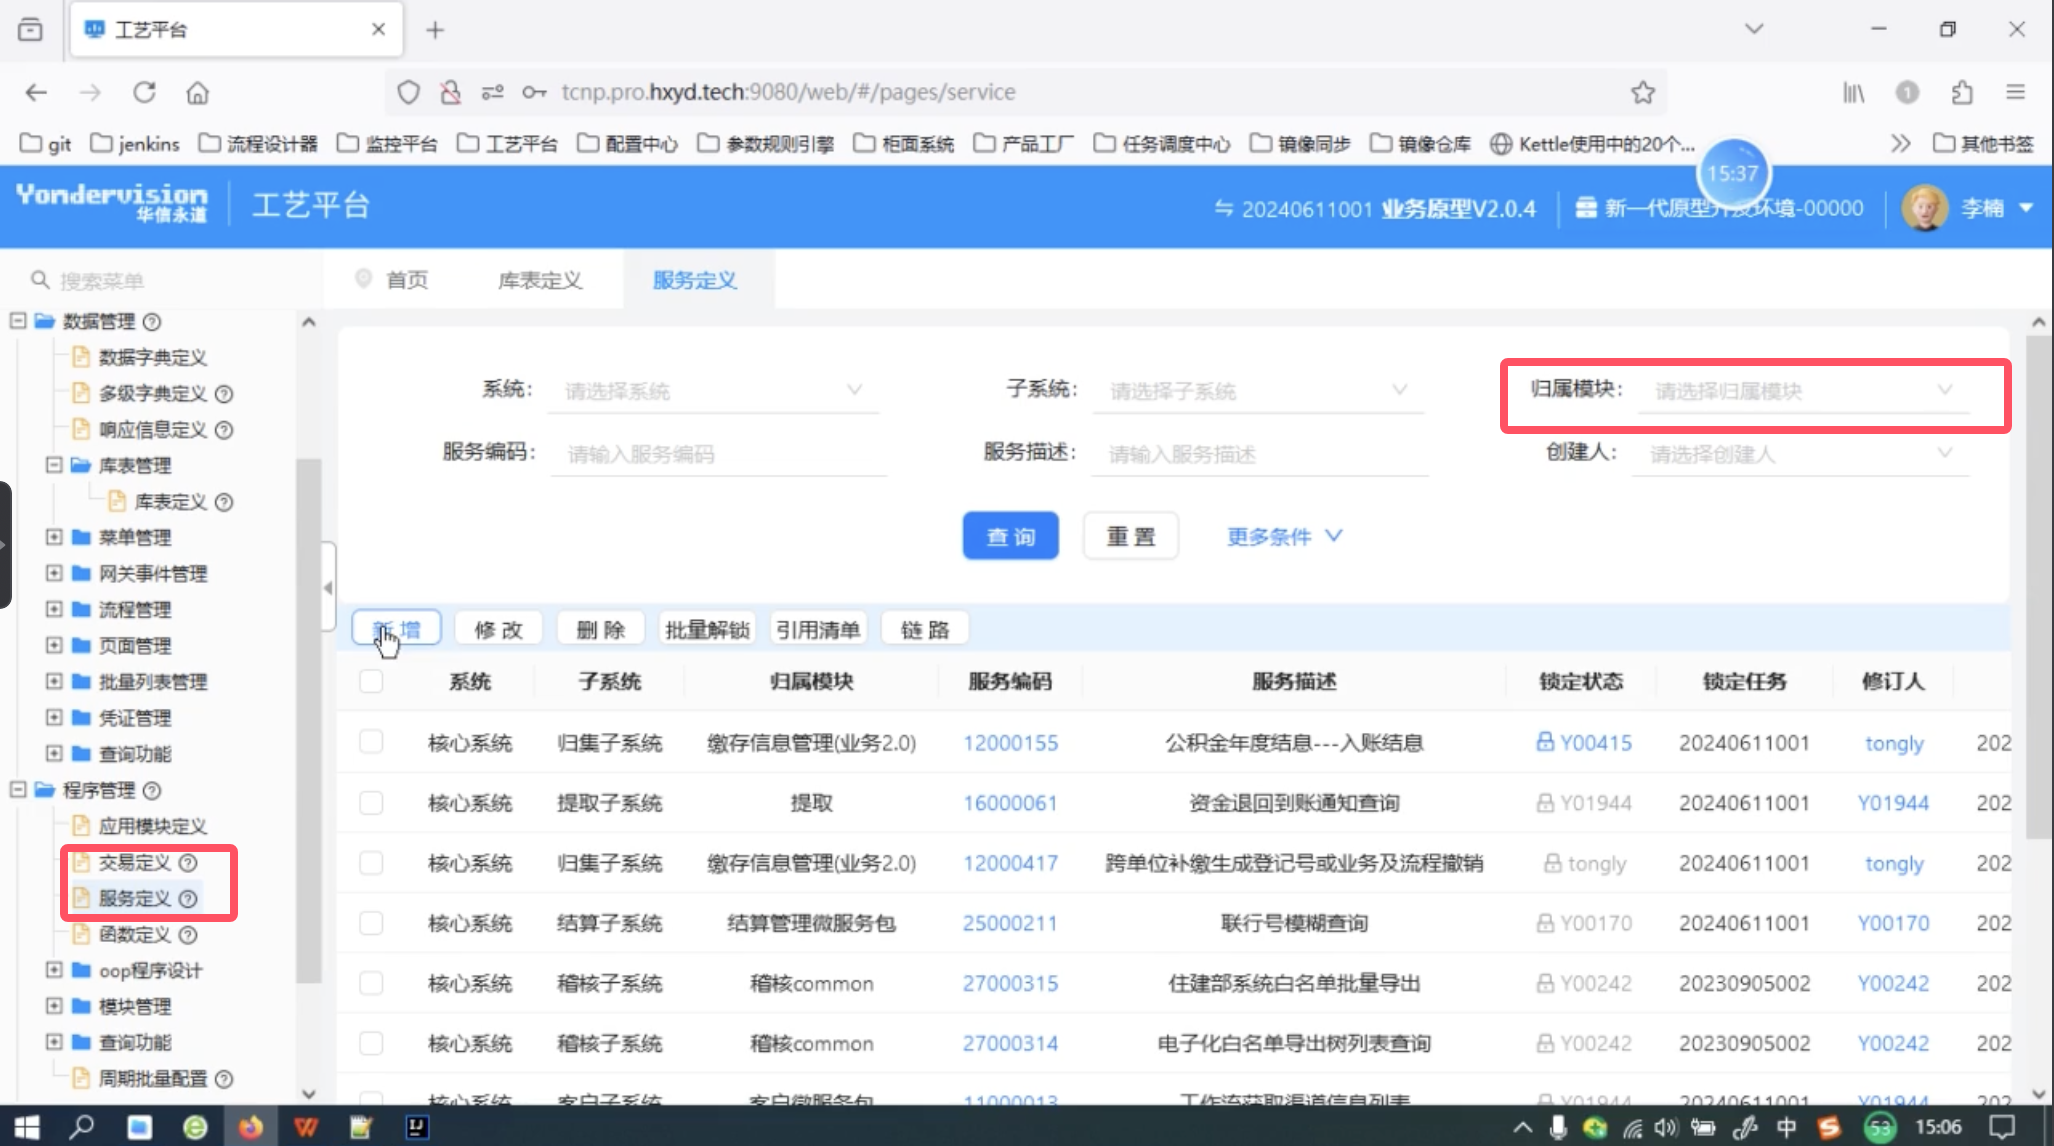 工艺平台
tcnp.pro.hxyd.tech:9080/web/#/pages/service
1
git jenkins 流程设计器 监控平台 工艺平台 配置中心 参数规则引擎 柜面系统 产品工厂 任务调度中心 镜像同步 镜像仓库 Kettle使用中的20个... 其他书签
15:37
Yondervision
华信永道
工艺平台
20240611001 业务原型V2.0.4 新一代原型开发环境-00000 李楠
搜索菜单
首页 库表定义 服务定义
数据管理
数据字典定义
多级字典定义
响应信息定义
库表管理
库表定义
菜单管理
网关事件管理
流程管理
页面管理
批量列表管理
凭证管理
查询功能
程序管理
应用模块定义
交易定义
服务定义
函数定义
oop程序设计
模块管理
查询功能
周期批量配置
系统: 请选择系统 子系统: 请选择子系统 归属模块: 请选择归属模块
服务编码: 请输入服务编码 服务描述: 请输入服务描述 创建人: 请选择创建人
查询 重置 更多条件
新增 修改 删除 批量解锁 引用清单 链路
系统 子系统 归属模块 服务编码 服务描述 锁定状态 锁定任务 修订人
核心系统 归集子系统 缴存信息管理(业务2.0) 12000155 公积金年度结息---入账结息 Y00415 20240611001 tongly 202
核心系统 提取子系统 提取 16000061 资金退回到账通知查询 Y01944 20240611001 Y01944 202
核心系统 归集子系统 缴存信息管理(业务2.0) 12000417 跨单位补缴生成登记号或业务及流程撤销 tongly 20240611001 tongly 202
核心系统 结算子系统 结算管理微服务包 25000211 联行号模糊查询 Y00170 20240611001 Y00170 202
核心系统 稽核子系统 稽核common 27000315 住建部系统白名单批量导出 Y00242 20230905002 Y00242 202
核心系统 稽核子系统 稽核common 27000314 电子化白名单导出树列表查询 Y00242 20230905002 Y00242 202
核心系统 客户子系统 客户微服务包 11000013 工作流获取渠道信息列表 Y01944 20240611001 Y01944 202
中 53 15:06